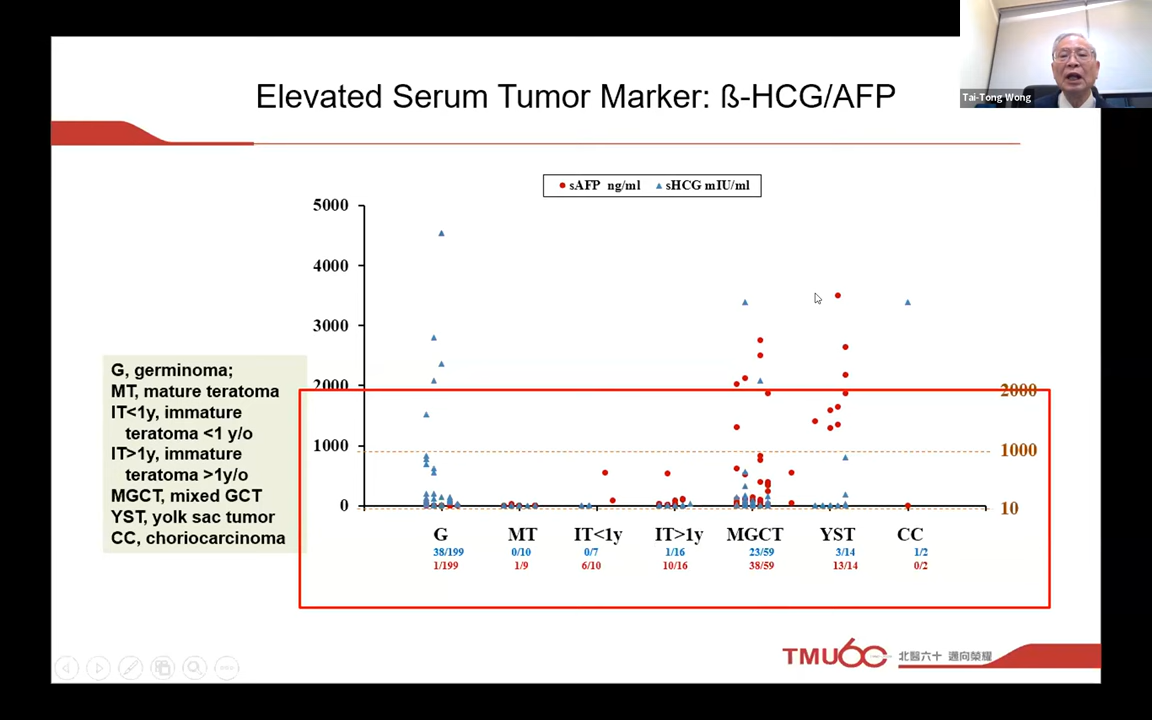 Elevated Serum Tumor Marker: ß-HCG/AFP
Tai-Tong Wong
sAFP ng/ml sHCG mIU/ml
5000
4000
3000
2000
1000
0
2000
1000
10
G, germinoma;
MT, mature teratoma
IT<1y, immature
teratoma <1 y/o
IT>1y, immature
teratoma >1y/o
MGCT, mixed GCT
YST, yolk sac tumor
CC, choriocarcinoma
G MT IT<1y IT>1y MGCT YST CC
38/199 0/10 0/7 1/16 23/59 3/14 1/2
1/199 1/9 6/10 10/16 38/59 13/14 0/2
TMU60 北醫六十 邁向榮耀